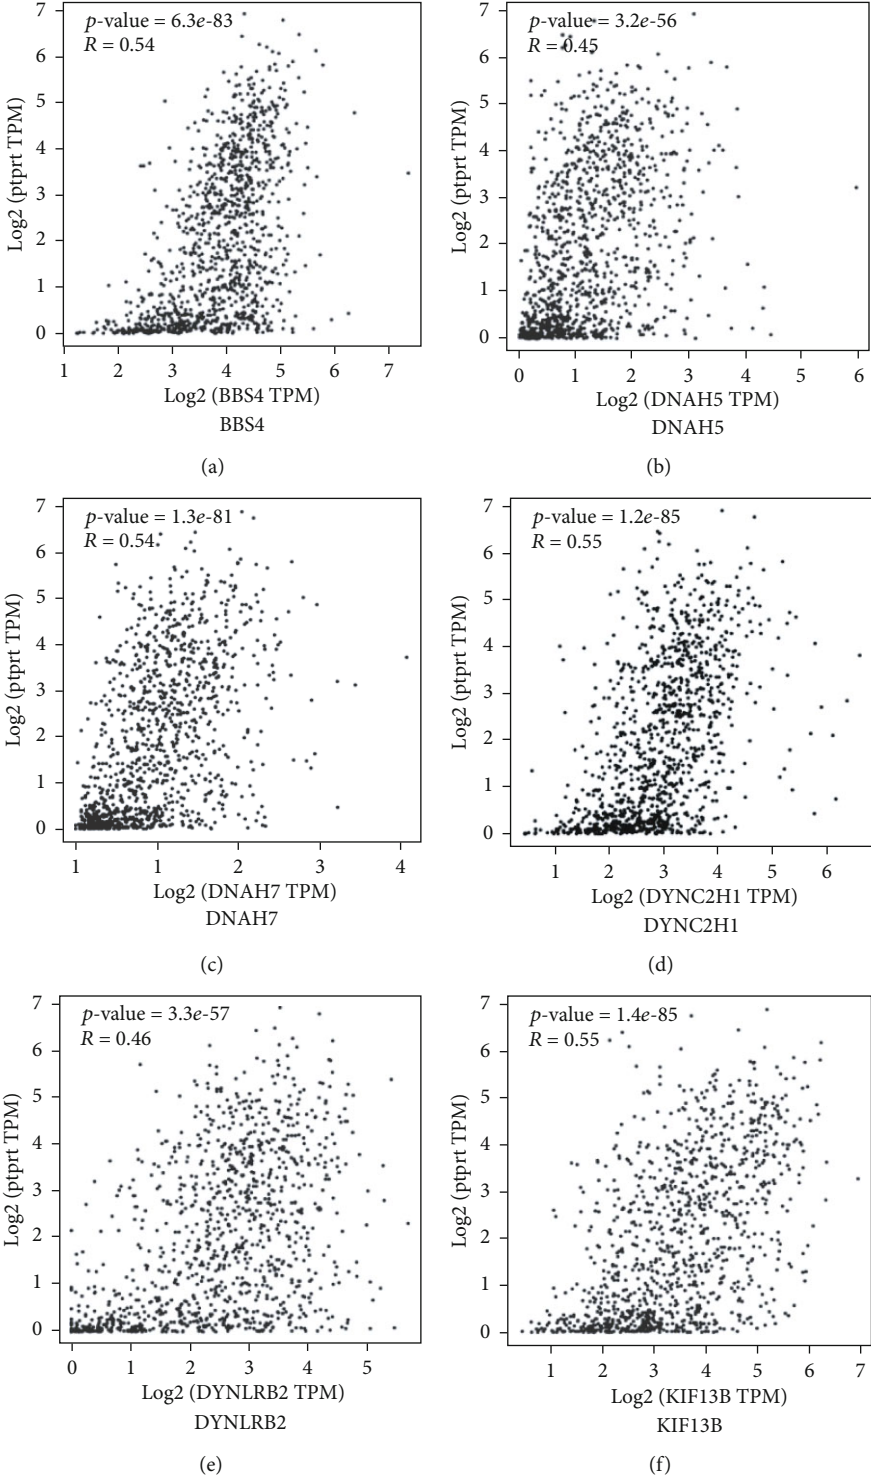 7
6
5
4
3
2
1
0
Log2 (ptprt TPM)
p-value = 6.3e-83
R = 0.54
1 2 3 4 5 6 7
Log2 (BBS4 TPM)
BBS4
(a)
7
6
5
4
3
2
1
0
Log2 (ptprt TPM)
p-value = 3.2e-56
R = 0.45
0 1 2 3 4 5 6
Log2 (DNAH5 TPM)
DNAH5
(b)
7
6
5
4
3
2
1
0
Log2 (ptprt TPM)
p-value = 1.3e-81
R = 0.54
1 1 2 3 4
Log2 (DNAH7 TPM)
DNAH7
(c)
7
6
5
4
3
2
1
0
Log2 (ptprt TPM)
p-value = 1.2e-85
R = 0.55
1 2 3 4 5 6
Log2 (DYNC2H1 TPM)
DYNC2H1
(d)
7
6
5
4
3
2
1
0
Log2 (ptprt TPM)
p-value = 3.3e-57
R = 0.46
0 1 2 3 4 5
Log2 (DYNLRB2 TPM)
DYNLRB2
(e)
7
6
5
4
3
2
1
0
Log2 (ptprt TPM)
p-value = 1.4e-85
R = 0.55
1 2 3 4 5 6 7
Log2 (KIF13B TPM)
KIF13B
(f)